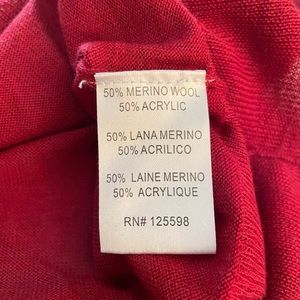 50% MERINO WOOL
50% ACRYLIC
50% LANA MERINO
50% ACRILICO
50% LAINE MERINO
50% ACRYLIQUE
RN# 125598